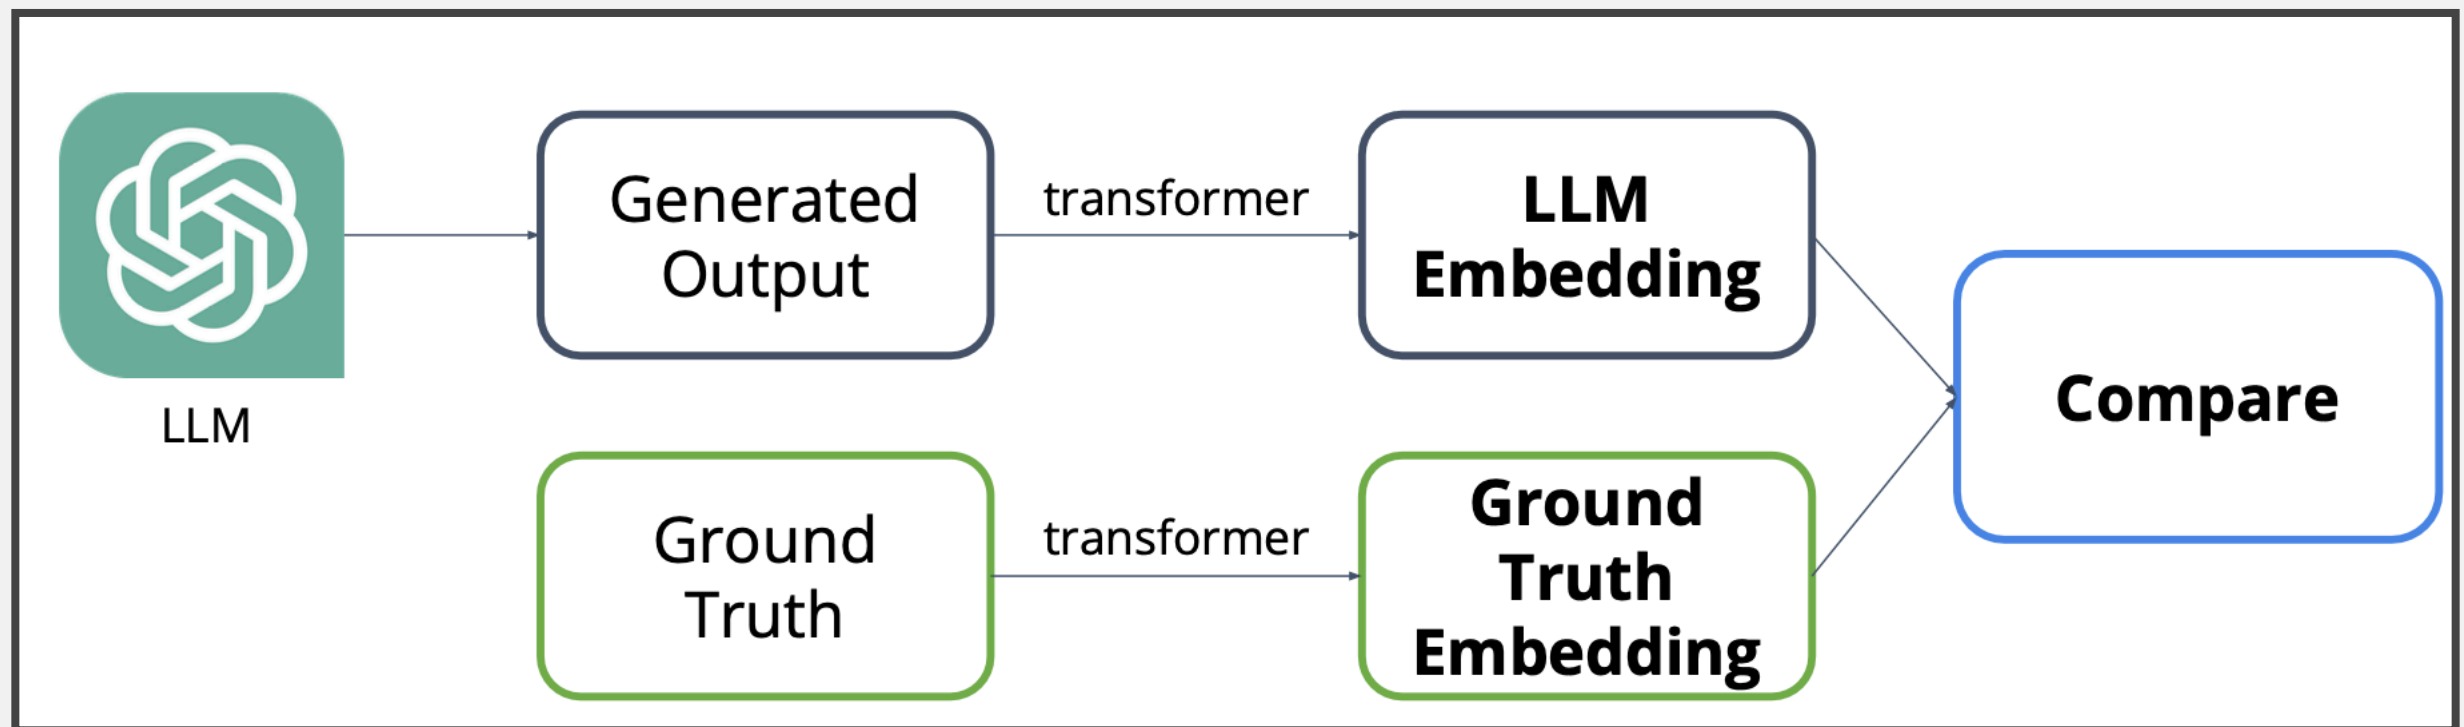 LLM
Generated
Output
transformer
LLM
Embedding
Ground
Truth
transformer
Ground
Truth
Embedding
Compare